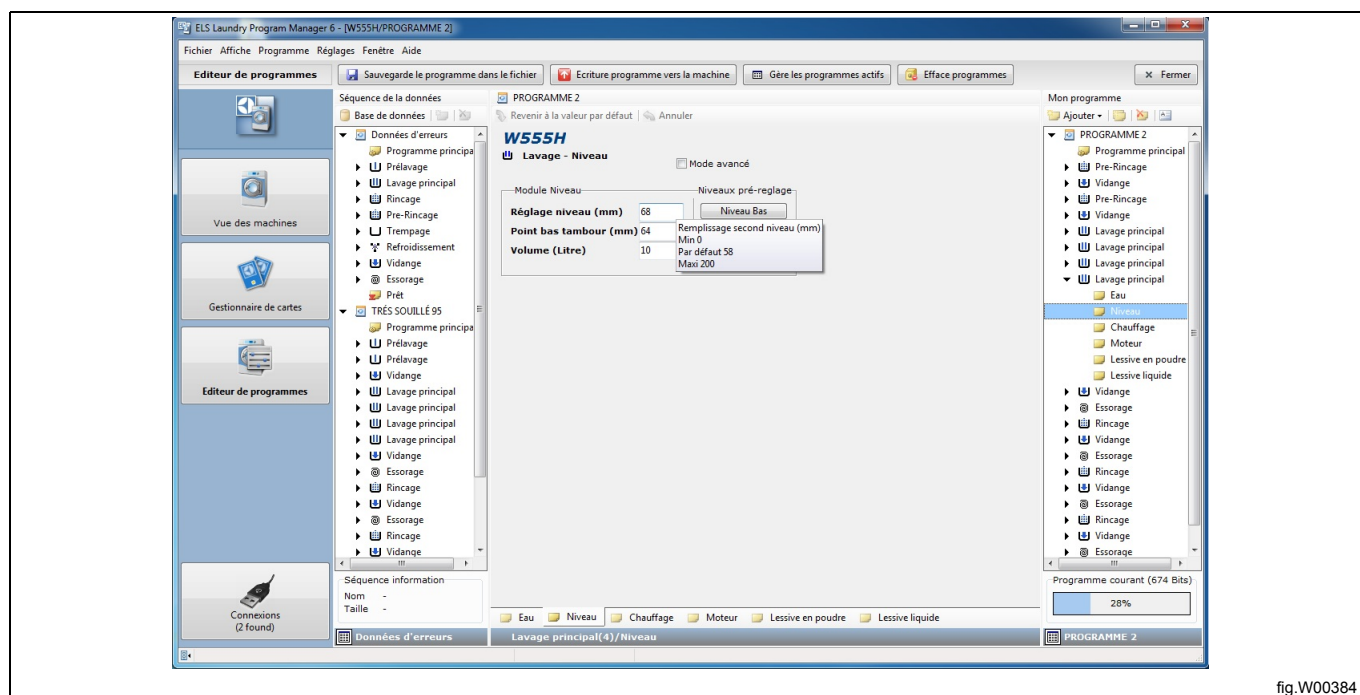 ELS Laundry Program Manager 6 - [W555H/PROGRAMME 2]
Fichier Affiche Programme Réglages Fenêtre Aide
Editeur de programmes
Sauvegarde le programme dans le fichier
Ecriture programme vers la machine
Gère les programmes actifs
Efface programmes
Fermer
Vue des machines
Gestionnaire de cartes
Editeur de programmes
Connexions
(2 found)
Séquence de la données
Base de données
Données d'erreurs
Programme principa
Prélavage
Lavage principal
Rincage
Pre-Rincage
Trempage
Refroidissement
Vidange
Essorage
Prêt
TRÉS SOUILLÉ 95
Programme principa
Prélavage
Prélavage
Vidange
Lavage principal
Lavage principal
Lavage principal
Lavage principal
Vidange
Essorage
Rincage
Vidange
Essorage
Rincage
Vidange
Séquence information
Nom -
Taille -
Données d'erreurs
PROGRAMME 2
Revenir à la valeur par défaut
Annuler
W555H
Lavage - Niveau
Mode avancé
Module Niveau
Niveaux pré-reglage
Réglage niveau (mm) 68
Niveau Bas
Point bas tambour (mm) 64
Volume (Litre) 10
Remplissage second niveau (mm)
Min 0
Par défaut 58
Maxi 200
Eau Niveau Chauffage Moteur Lessive en poudre Lessive liquide
Lavage principal(4)/Niveau
Mon programme
Ajouter
PROGRAMME 2
Programme principal
Pre-Rincage
Vidange
Pre-Rincage
Vidange
Lavage principal
Lavage principal
Lavage principal
Lavage principal
Eau
Niveau
Chauffage
Moteur
Lessive en poudre
Lessive liquide
Vidange
Essorage
Rincage
Vidange
Essorage
Rincage
Vidange
Essorage
Rincage
Vidange
Essorage
Programme courant (674 Bits)
28%
PROGRAMME 2
fig.W00384